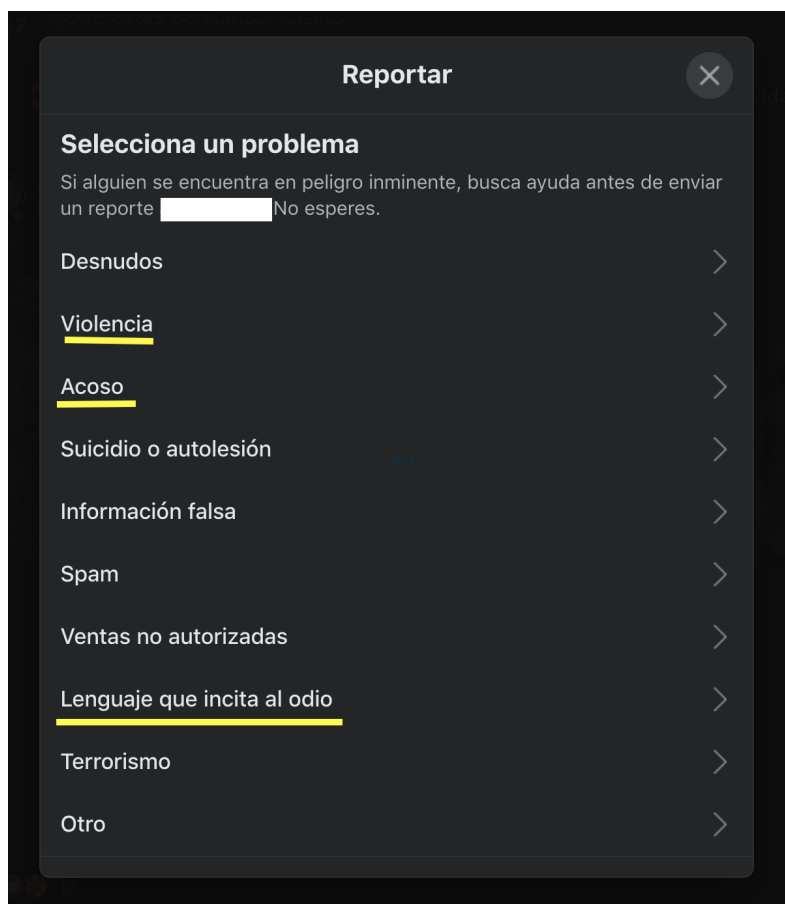 Reportar
Selecciona un problema
Si alguien se encuentra en peligro inminente, busca ayuda antes de enviar
un reporte No esperes.
Desnudos
Violencia
Acoso
Suicidio o autolesión
Información falsa
Spam
Ventas no autorizadas
Lenguaje que incita al odio
Terrorismo
Otro
12